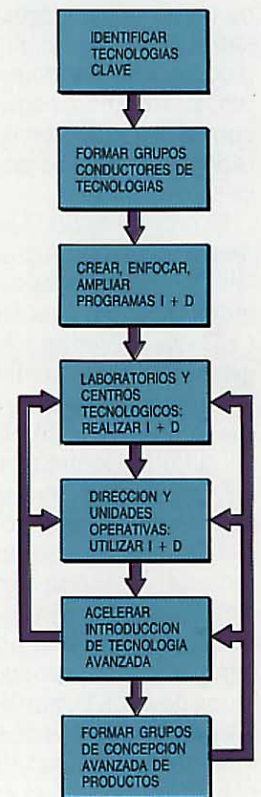 IDENTIFICAR
TECNOLOGIAS
CLAVE
FORMAR GRUPOS
CONDUCTORES DE
TECNOLOGIAS
CREAR, ENFOCAR,
AMPLIAR
PROGRAMAS I + D
LABORATORIOS Y
CENTROS
TECNOLOGICOS:
REALIZAR I + D
DIRECCION Y
UNIDADES
OPERATIVAS:
UTILIZAR I + D
ACELERAR
INTRODUCCION
DE TECNOLOGIA
AVANZADA
FORMAR GRUPOS
DE CONCEPCION
AVANZADA DE
PRODUCTOS